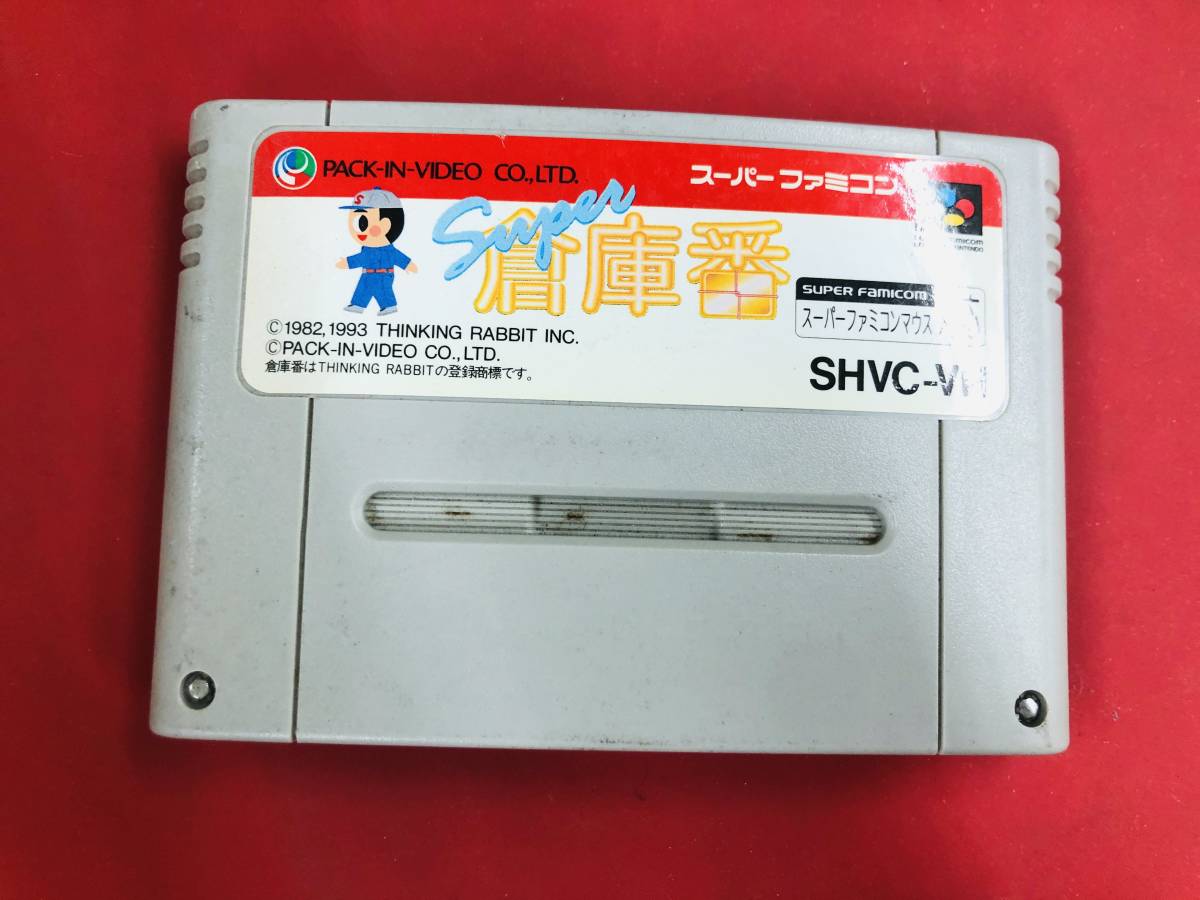 PACK-IN-VIDEO CO.,LTD.
スーパーファミコン
S
Super
倉庫番
SUPER FAMICOM
スーパーファミコンマウス
©1982,1993 THINKING RABBIT INC.
©PACK-IN-VIDEO CO.,LTD.
倉庫番はTHINKING RABBITの登録商標です。
SHVC-